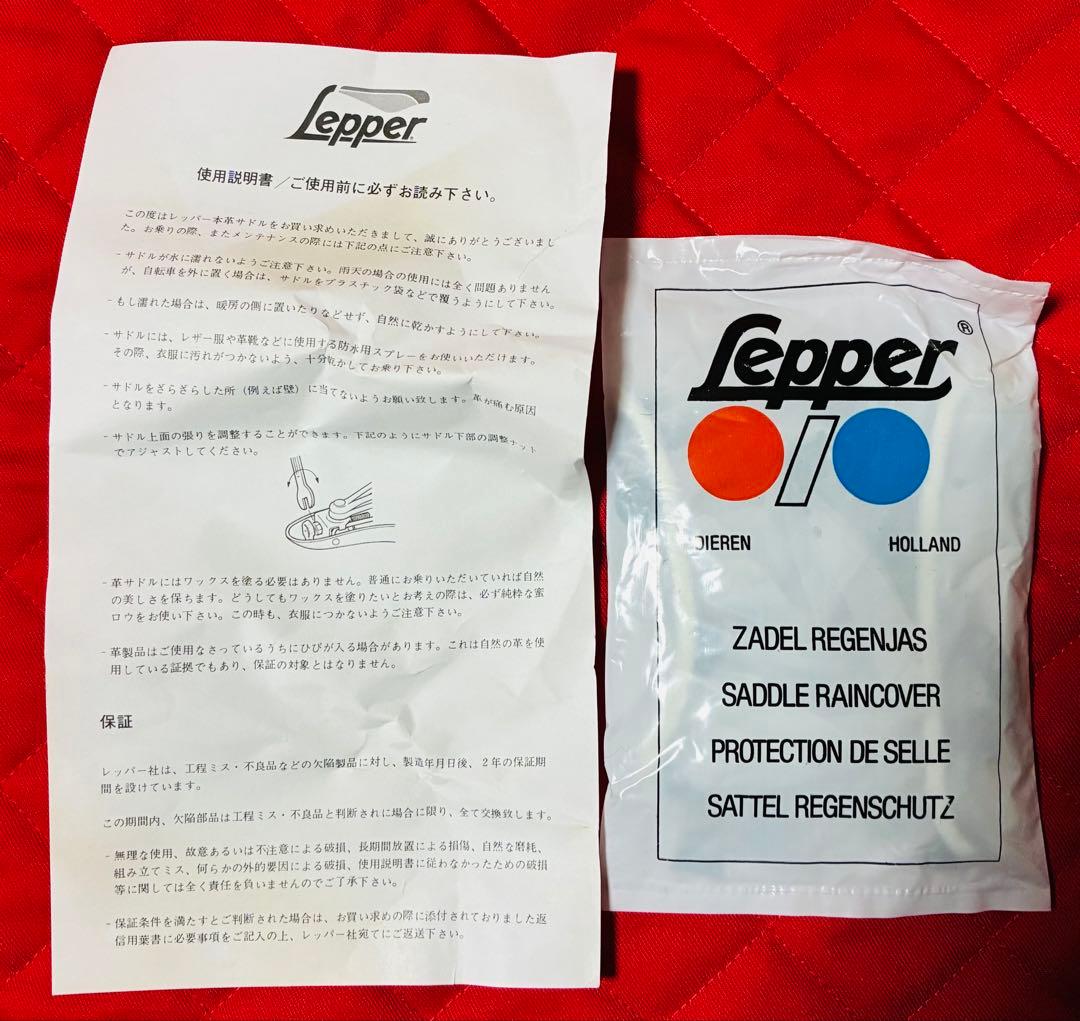 Lepper
使用説明書／ご使用前に必ずお読み下さい。
この度はレッパー本革サドルをお買い求めいただきまして、誠にありがとうございまし
た。お乗りの際、またメンテナンスの際には下記の点にご注意下さい。
- サドルが水に濡れないようご注意下さい。雨天の場合の使用には全く問題ありません
が、自転車を外に置く場合は、サドルをプラスチック袋などで覆うようにして下さい。
- もし濡れた場合は、暖房の側に置いたりなどせず、自然に乾かすようにして下さい。
- サドルには、レザー服や革靴などに使用する防水用スプレーをお使いいただけます。
その際、衣服に汚れがつかないよう、十分乾かしてお乗り下さい。
- サドルをざらざらした所（例えば壁）に当てないようお願い致します。革が痛む原因
となります。
- サドル上面の張りを調整することができます。下記のようにサドル下部の調整ナット
でアジャストしてください。
- 革サドルにはワックスを塗る必要はありません。普通にお乗りいただいていれば自然
の美しさを保ちます。どうしてもワックスを塗りたいとお考えの際は、必ず純粋な蜜
ロウをお使い下さい。この時も、衣服につかないようご注意下さい。
- 革製品はご使用なさっているうちにひびが入る場合があります。これは自然の革を使
用している証拠でもあり、保証の対象とはなりません。
保証
レッパー社は、工程ミス・不良品などの欠陥製品に対し、製造年月日後、２年の保証期
間を設けています。
この期間内、欠陥部品は工程ミス・不良品と判断されに場合に限り、全て交換致します。
- 無理な使用、故意あるいは不注意による破損、長期間放置による損傷、自然な磨耗、
組み立てミス、何らかの外的要因による破損、使用説明書に従わなかったための破損
等に関しては全く責任を負いませんのでご了承下さい。
- 保証条件を満たすとご判断された場合は、お買い求めの際に添付されておりました返
信用葉書に必要事項をご記入の上、レッパー社宛てにご返送下さい。
Lepper®
DIEREN HOLLAND
ZADEL REGENJAS
SADDLE RAINCOVER
PROTECTION DE SELLE
SATTEL REGENSCHUTZ